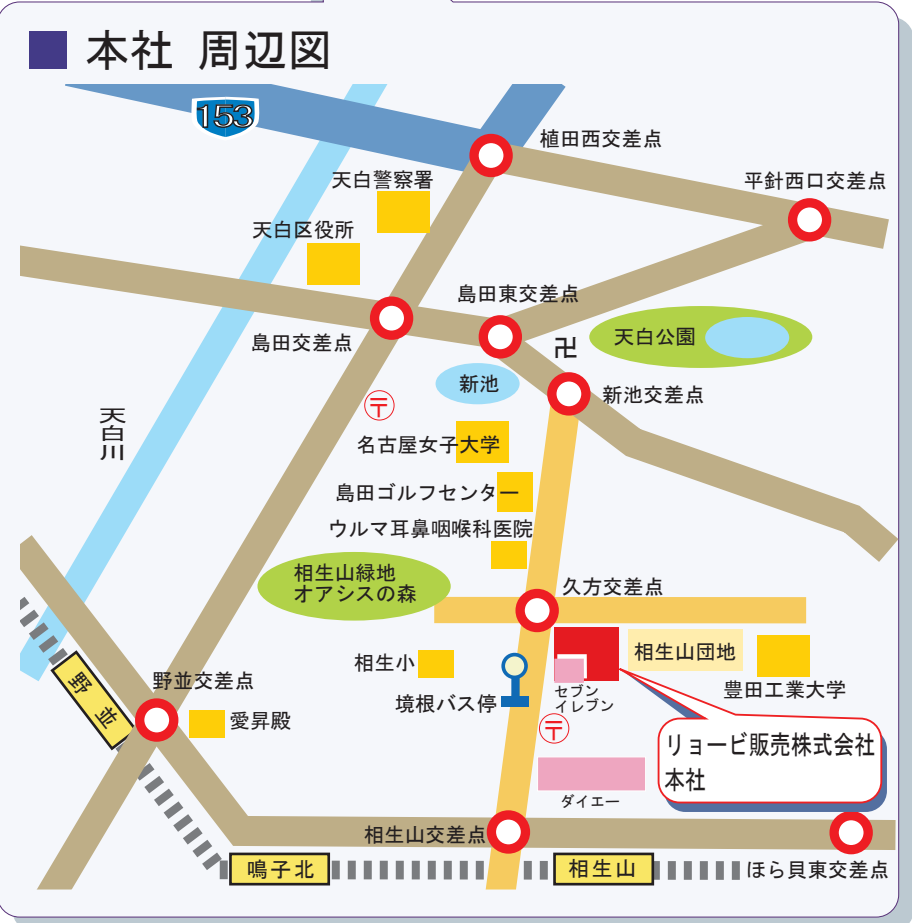 本社 周辺図
153
植田西交差点
天白警察署
平針西口交差点
天白区役所
島田東交差点
島田交差点
天白公園
卍
新池
新池交差点
〒
天白川
名古屋女子大学
島田ゴルフセンター
ウルマ耳鼻咽喉科医院
相生山緑地
オアシスの森
久方交差点
相生小
相生山団地
境根バス停
セブン
イレブン
豊田工業大学
野並
野並交差点
愛昇殿
〒
リョービ販売株式会社
本社
ダイエー
相生山交差点
鳴子北
相生山
ほら貝東交差点